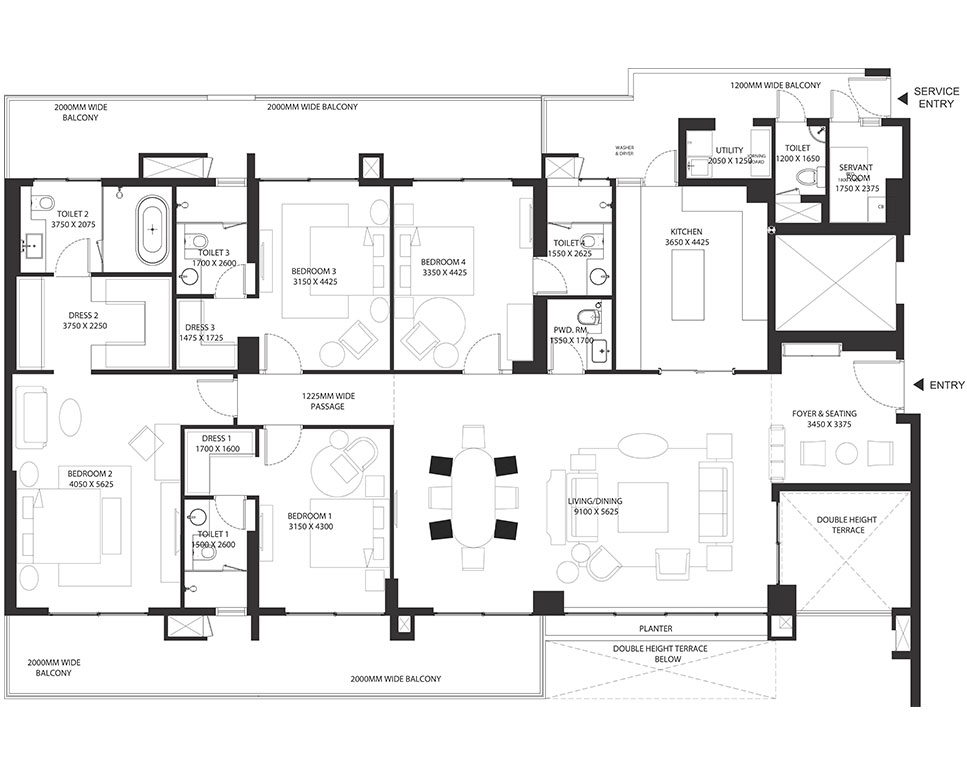 2000MM WIDE
BALCONY
2000MM WIDE BALCONY
1200MM WIDE BALCONY
SERVICE
ENTRY
WASHER
& DRYER
UTILITY
2050 X 1250
IORNING
BOARD
TOILET
1200 X 1650
SERVANT
ROOM
1750 X 2375
BED
CB
TOILET 2
3750 X 2075
TOILET 3
1700 X 2600
BEDROOM 3
3150 X 4425
BEDROOM 4
3350 X 4425
TOILET 4
1550 X 2625
KITCHEN
3650 X 4425
DRESS 2
3750 X 2250
DRESS 3
1475 X 1725
PWD. RM.
1550 X 1700
1225MM WIDE
PASSAGE
ENTRY
FOYER & SEATING
3450 X 3375
DRESS 1
1700 X 1600
BEDROOM 2
4050 X 5625
BEDROOM 1
3150 X 4300
TOILET 1
1500 X 2600
LIVING/DINING
9100 X 5625
DOUBLE HEIGHT
TERRACE
PLANTER
DOUBLE HEIGHT TERRACE
BELOW
2000MM WIDE
BALCONY
2000MM WIDE BALCONY